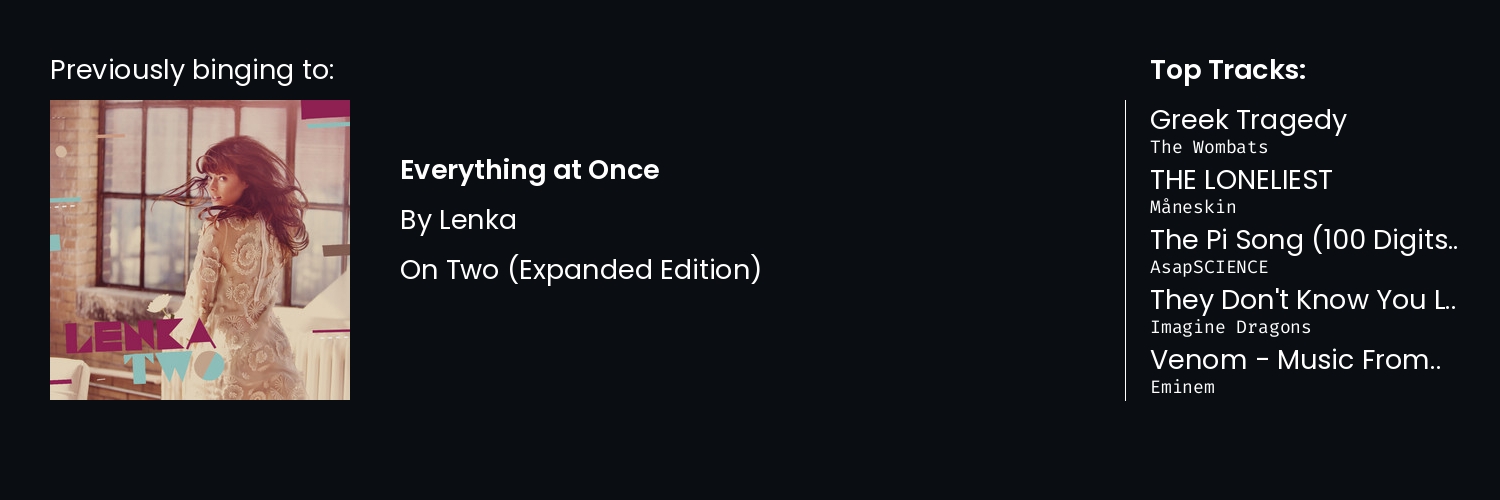 Previously binging to:
LENKA
TWO
Everything at Once
By Lenka
On Two (Expanded Edition)
Top Tracks:
Greek Tragedy
The Wombats
THE LONELIEST
Måneskin
The Pi Song (100 Digits..
AsapSCIENCE
They Don't Know You L..
Imagine Dragons
Venom - Music From..
Eminem